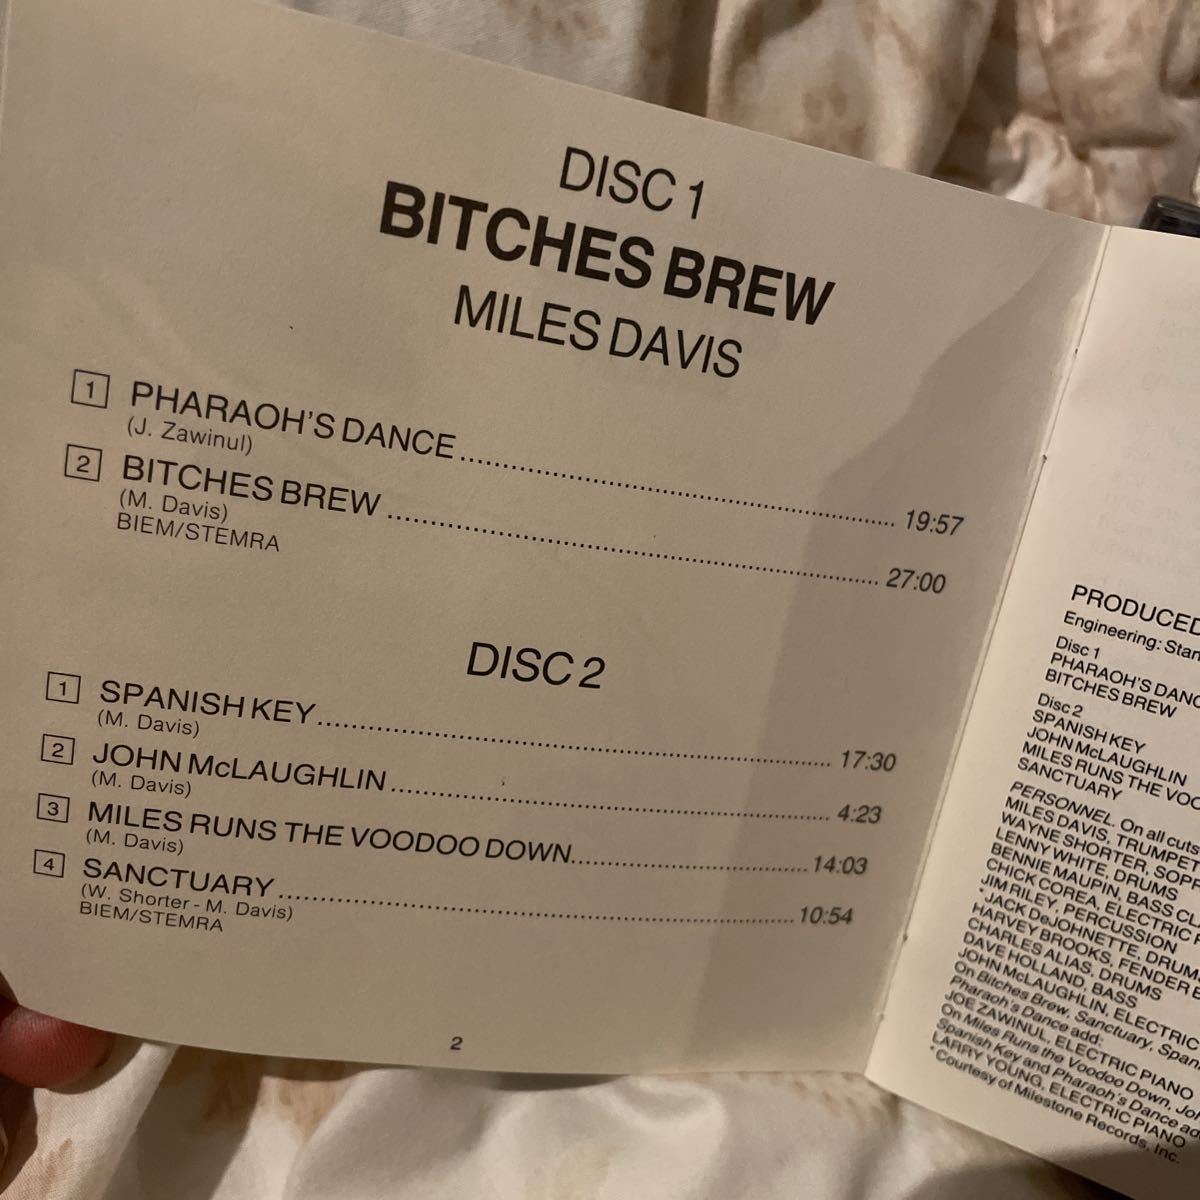 DISC 1
BITCHES BREW
MILES DAVIS
1 PHARAOH'S DANCE 19:57
(J. Zawinul)
2 BITCHES BREW 27:00
(M. Davis)
BIEM/STEMRA
DISC 2
1 SPANISH KEY 17:30
(M. Davis)
2 JOHN McLAUGHLIN 4:23
(M. Davis)
3 MILES RUNS THE VOODOO DOWN 14:03
(M. Davis)
4 SANCTUARY 10:54
(W. Shorter - M. Davis)
BIEM/STEMRA
2
PRODUCED
Engineering: Stan
Disc 1
PHARAOH'S DANC
BITCHES BREW
Disc 2
SPANISH KEY
JOHN McLAUGHLIN
MILES RUNS THE VOO
SANCTUARY
PERSONNEL. On all cuts
MILES DAVIS, TRUMPET
WAYNE SHORTER, SOPR
LENNY WHITE, DRUMS
BENNIE MAUPIN, BASS CLA
CHICK COREA, ELECTRIC P
JIM RILEY, PERCUSSION
*JACK DeJOHNETTE, DRUMS
HARVEY BROOKS, FENDER B
CHARLES ALIAS, DRUMS
DAVE HOLLAND, BASS
JOHN McLAUGHLIN, ELECTRIC
On Bitches Brew, Sanctuary, Span
Pharaoh's Dance add:
JOE ZAWINUL, ELECTRIC PIANO
On Miles Runs the Voodoo Down, Joh
Spanish Key and Pharaoh's Dance ad
LARRY YOUNG, ELECTRIC PIANO
*Courtesy of Milestone Records, Inc.